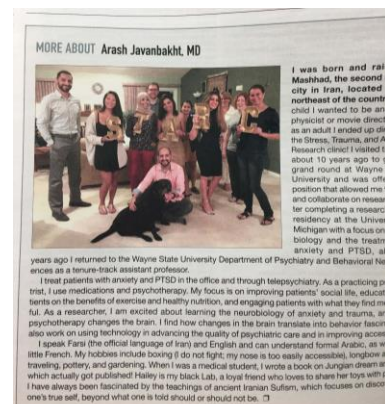 MORE ABOUT Arash Javanbakht, MD
I was born and rai
Mashhad, the second
city in Iran, located
northeast of the count
child I wanted to be an
physicist or movie direct
as an adult I ended up di
the Stress, Trauma, and A
Research clinic! I visited t
about 10 years ago to
grand round at Wayne
University and was off
position that allowed me
and collaborate on resea
ter completing a researc
residency at the Univer
Michigan with a focus on
biology and the treatm
anxiety and PTSD, a
years ago I returned to the Wayne State University Department of Psychiatry and Behavioral Ne
ences as a tenure-track assistant professor.
I treat patients with anxiety and PTSD in the office and through telepsychiatry. As a practicing p
trist, I use medications and psychotherapy. My focus is on improving patients' social life, educat
tients on the benefits of exercise and healthy nutrition, and engaging patients with what they find m
ful. As a researcher, I am excited about learning the neurobiology of anxiety and trauma, an
psychotherapy changes the brain. I find how changes in the brain translate into behavior fascin
also work on using technology in advancing the quality of psychiatric care and in improving acces
I speak Farsi (the official language of Iran) and English and can understand formal Arabic, as w
little French. My hobbies include boxing (I do not fight; my nose is too easily accessible), longbow a
traveling, poetry, and gardening. When I was a medical student, I wrote a book on Jungian dream an
which actually got published! Hailey is my black Lab, a loyal friend who loves to share her toys with
I have always been fascinated by the teachings of ancient Iranian Sufism, which focuses on disco
one's true self, beyond what one is told should or should not be.